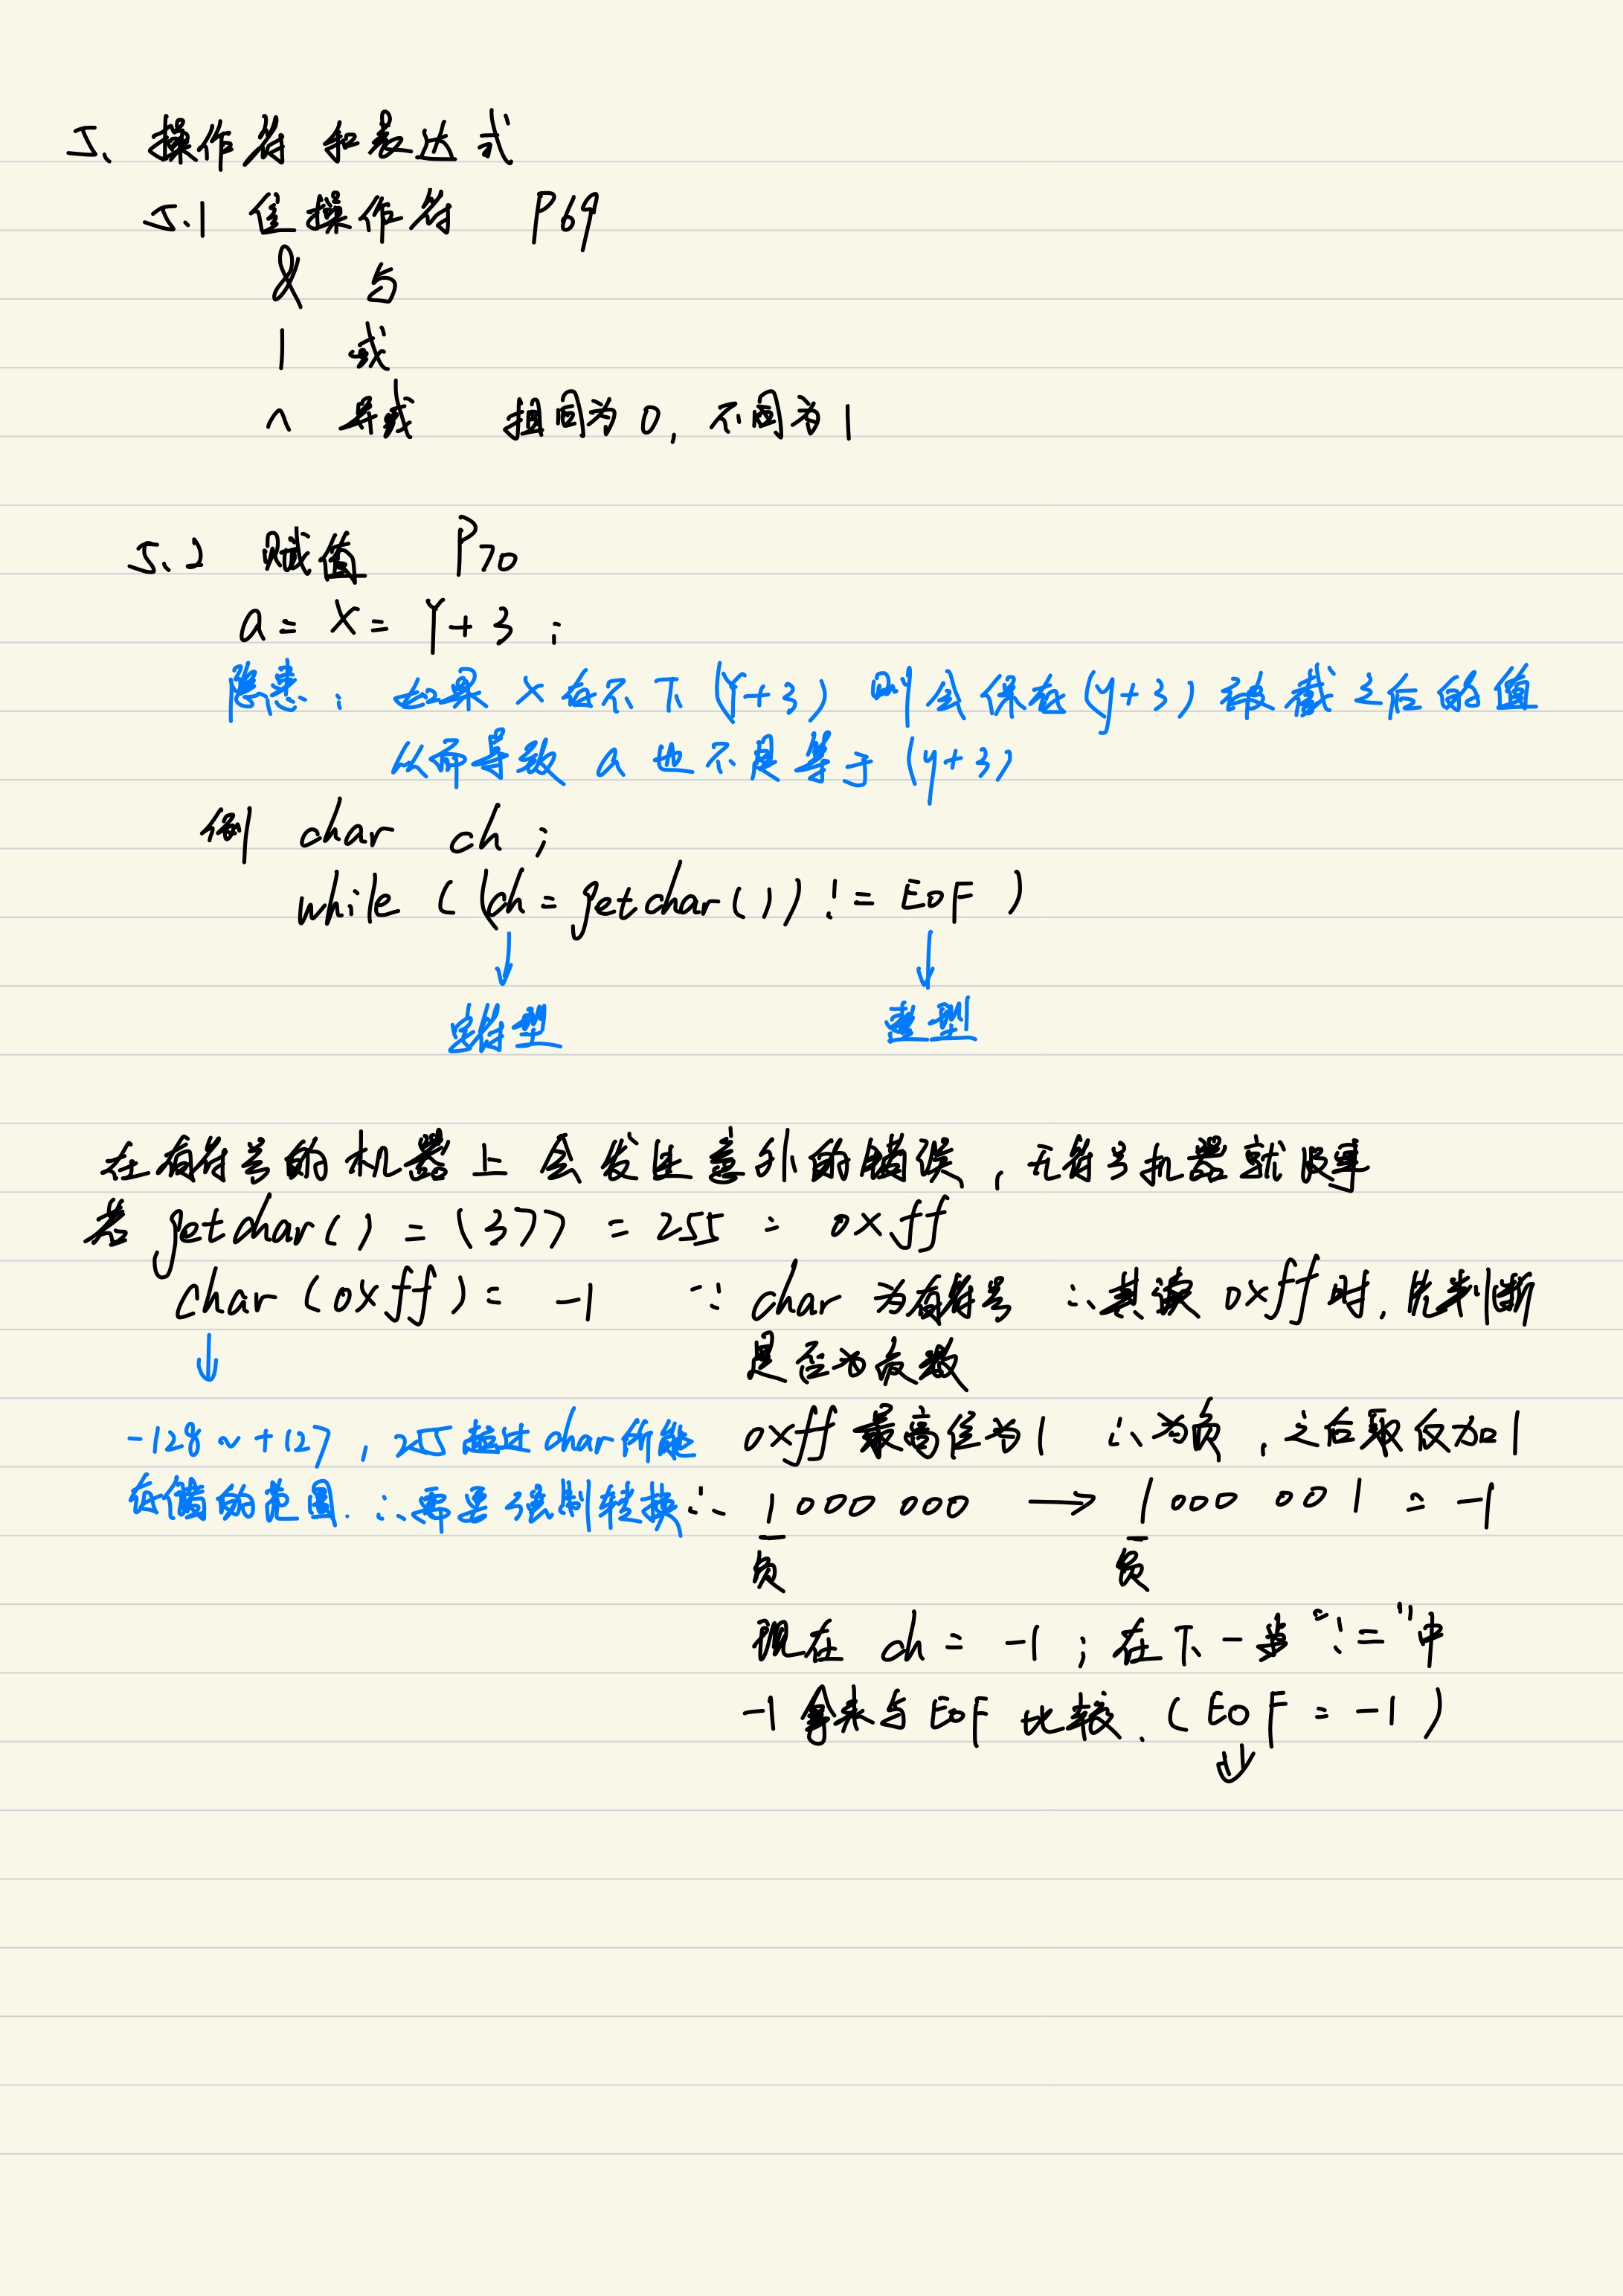 5、操作符和表达式
5.1 位操作符 P69
& 与
| 或
^ 异或 相同为0, 不同为1
5.2 赋值 P70
a = X = Y + 3 ;
隐患: 如果 X 存不下 (Y+3) 则会保存(y+3) 被截之后的值
从而导致 a 也不是等于 (y+3)
例 char ch ;
while ( (ch = getchar( ) ) != EOF )
↓ ↓
字符型 整型
在有符号的机器上会发生意外的错误, 无符号机器就没事
若 getchar( ) = (377) = 255 = 0xff
char (0xff) = -1 ∵ char 为有符号 ∴其读 0xff 时, 先判断
↓ 是否为负数
-128 ~ +127, 255 超过 char 所能 0xff 最高位为1 ∴为负, 之后取反加1
存储的范围. ∴需要强制转换 ∴ 1 000 000 → 1 000 001 = -1
负 负
现在 ch = -1 ; 在下一步 "!=" 中
-1 拿来与 EOF 比较. ( EOF = -1 )
↓